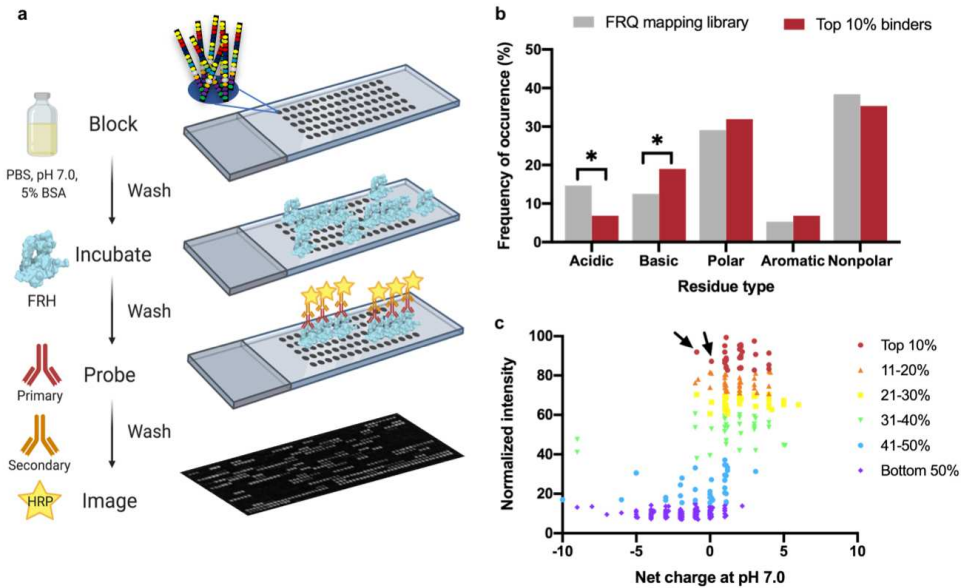 a
Block
PBS, pH 7.0,
5% BSA
Wash
Incubate
FRH
Wash
Probe
Primary
Wash
Secondary
HRP
Image
b
FRQ mapping library
Top 10% binders
Frequency of occurrence (%)
50
40
30
20
10
0
*
*
Acidic
Basic
Polar
Aromatic
Nonpolar
Residue type
c
Normalized intensity
100
80
60
40
20
0
-10
-5
0
5
10
Net charge at pH 7.0
Top 10%
11-20%
21-30%
31-40%
41-50%
Bottom 50%